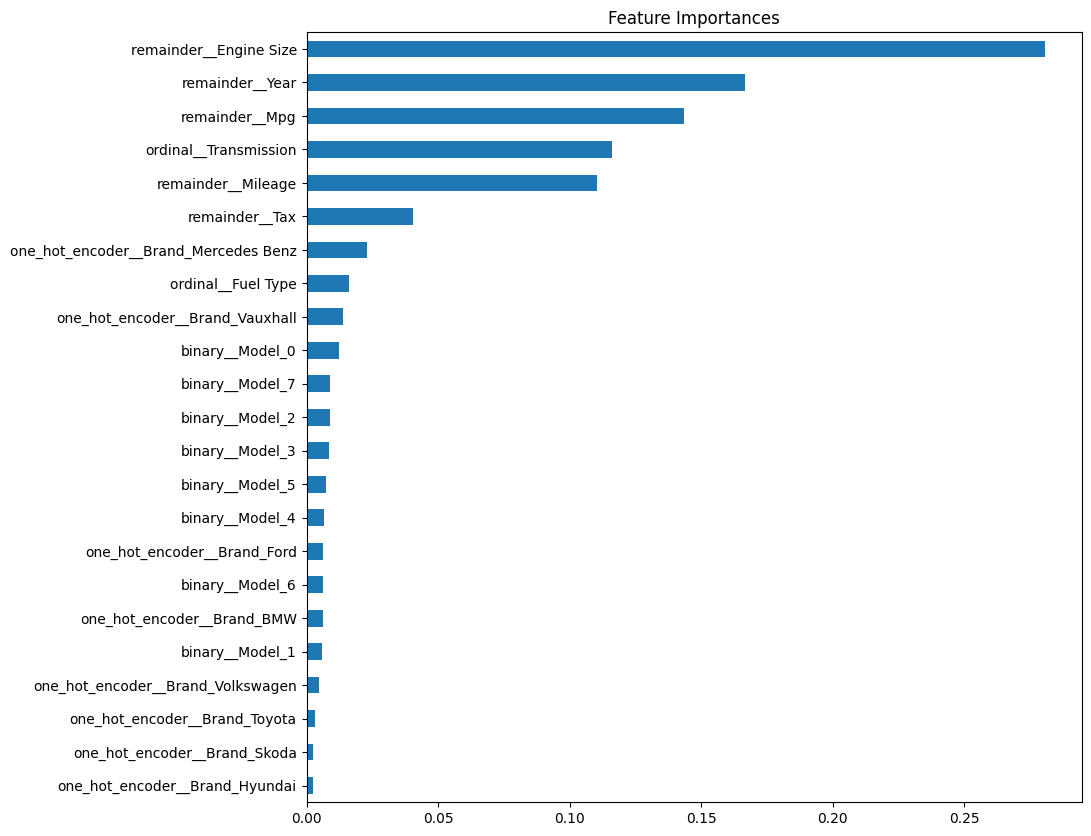 Feature Importances
remainder__Engine Size
remainder__Year
remainder__Mpg
ordinal__Transmission
remainder__Mileage
remainder__Tax
one_hot_encoder__Brand_Mercedes Benz
ordinal__Fuel Type
one_hot_encoder__Brand_Vauxhall
binary__Model_0
binary__Model_7
binary__Model_2
binary__Model_3
binary__Model_5
binary__Model_4
one_hot_encoder__Brand_Ford
binary__Model_6
one_hot_encoder__Brand_BMW
binary__Model_1
one_hot_encoder__Brand_Volkswagen
one_hot_encoder__Brand_Toyota
one_hot_encoder__Brand_Skoda
one_hot_encoder__Brand_Hyundai
0.00 0.05 0.10 0.15 0.20 0.25